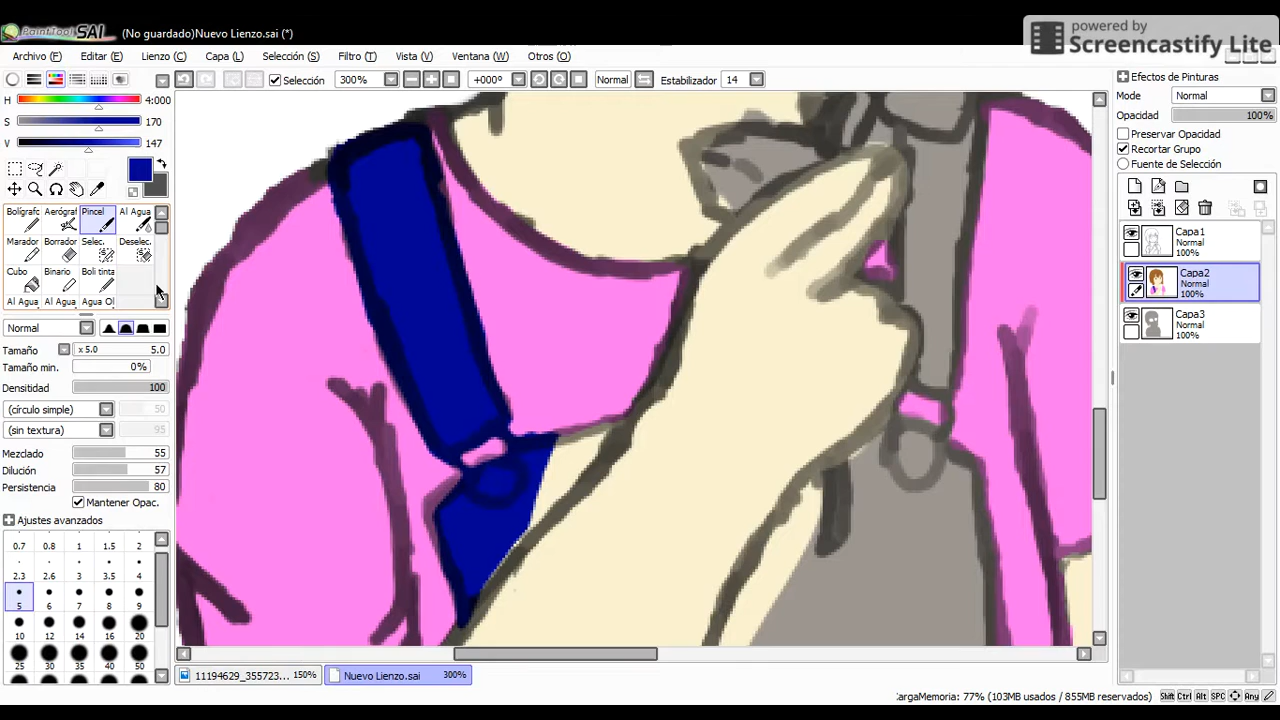 PaintTool SAI (No guardado)Nuevo Lienzo.sai (*)
powered by
Screencastify Lite
Archivo (F) Editar (E) Lienzo (C) Capa (L) Selección (S) Filtro (T) Vista (V) Ventana (W) Otros (O)
Selección 300% +000º Normal Estabilizador 14
H 4:000
S 170
V 147
Bolígrafc Aerógrafi Pincel Al Agua
Marador Borrador Selec. Deselec.
Cubo Binario Boli tinta
Al Agua Al Agua Agua Ol
Normal
Tamaño x 5.0 5.0
Tamaño min. 0%
Densitidad 100
(círculo simple) 50
(sin textura) 95
Mezclado 55
Dilución 57
Persistencia 80
Mantener Opac.
Ajustes avanzados
0.7 0.8 1 1.5 2
2.3 2.6 3 3.5 4
5 6 7 8 9
10 12 14 16 20
25 30 35 40 50
Efectos de Pinturas
Mode Normal
Opacidad 100%
Preservar Opacidad
Recortar Grupo
Fuente de Selección
Capa1
Normal
100%
Capa2
Normal
100%
Capa3
Normal
100%
11194629_355723... 150% Nuevo Lienzo.sai 300%
CargaMemoria: 77% (103MB usados / 855MB reservados) Shift Ctrl Alt SPC Any